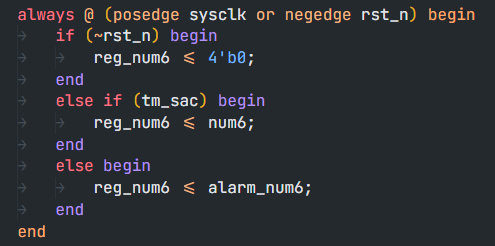 always @ (posedge sysclk or negedge rst_n) begin
if (~rst_n) begin
reg_num6 <= 4'b0;
end
else if (tm_sac) begin
reg_num6 <= num6;
end
else begin
reg_num6 <= alarm_num6;
end
end